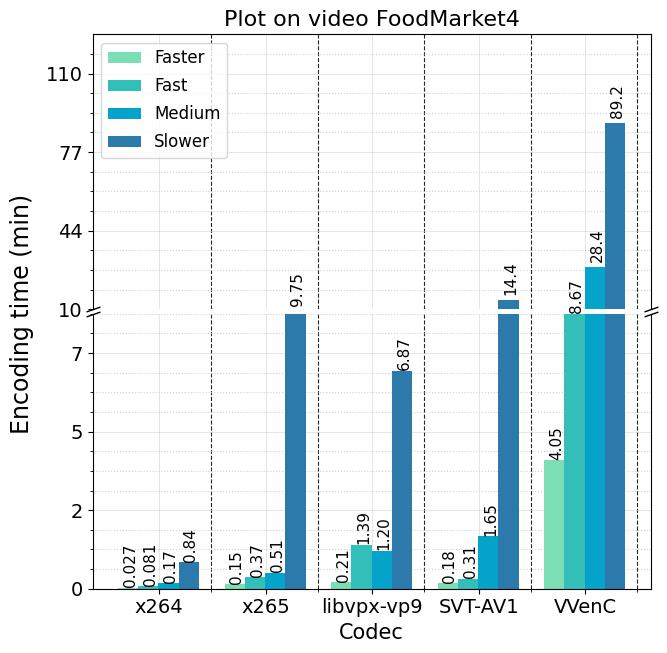 Plot on video FoodMarket4
Faster
Fast
Medium
Slower
Encoding time (min)
110
77
44
10
7
5
2
0
0.027
0.081
0.17
0.84
0.15
0.37
0.51
9.75
0.21
1.39
1.20
6.87
0.18
0.31
1.65
14.4
4.05
8.67
28.4
89.2
x264
x265
libvpx-vp9
SVT-AV1
VVenC
Codec